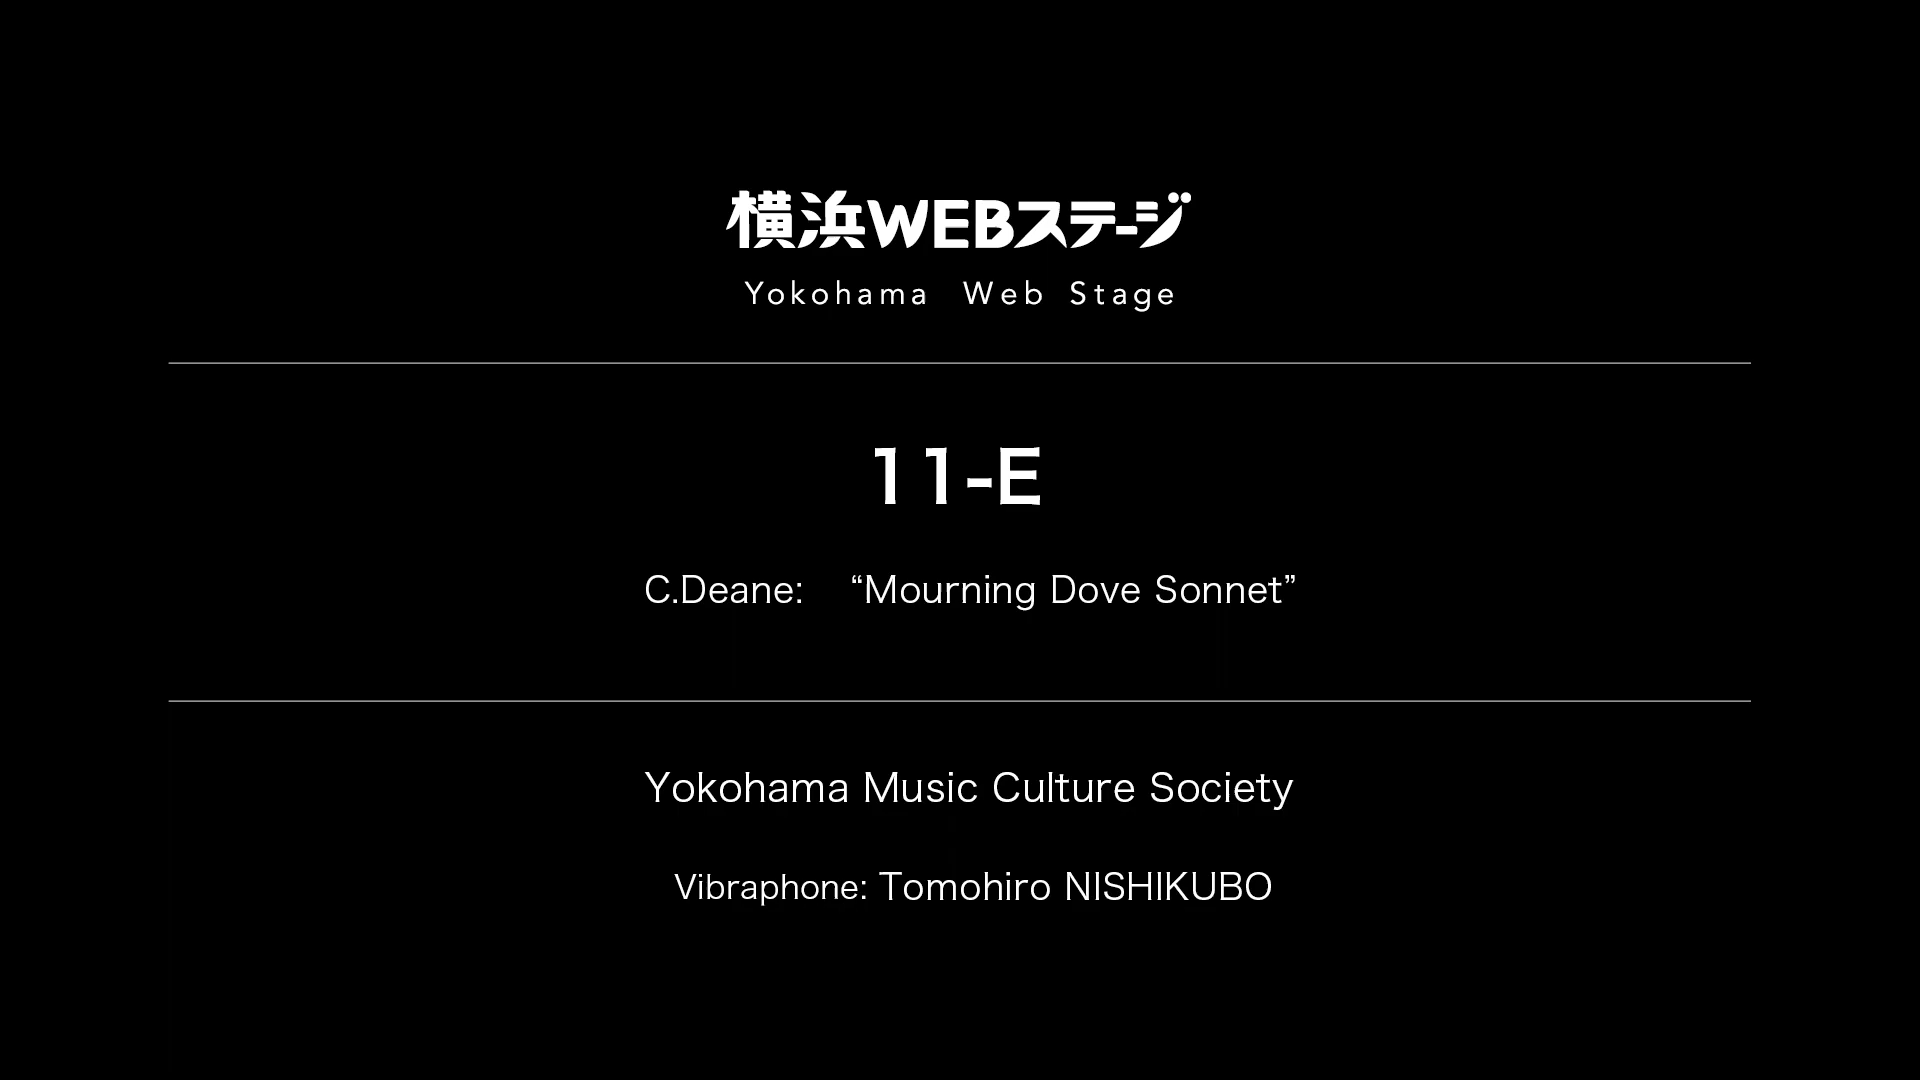 横浜WEBステージ
Yokohama Web Stage
11-E
C.Deane: “Mourning Dove Sonnet”
Yokohama Music Culture Society
Vibraphone: Tomohiro NISHIKUBO